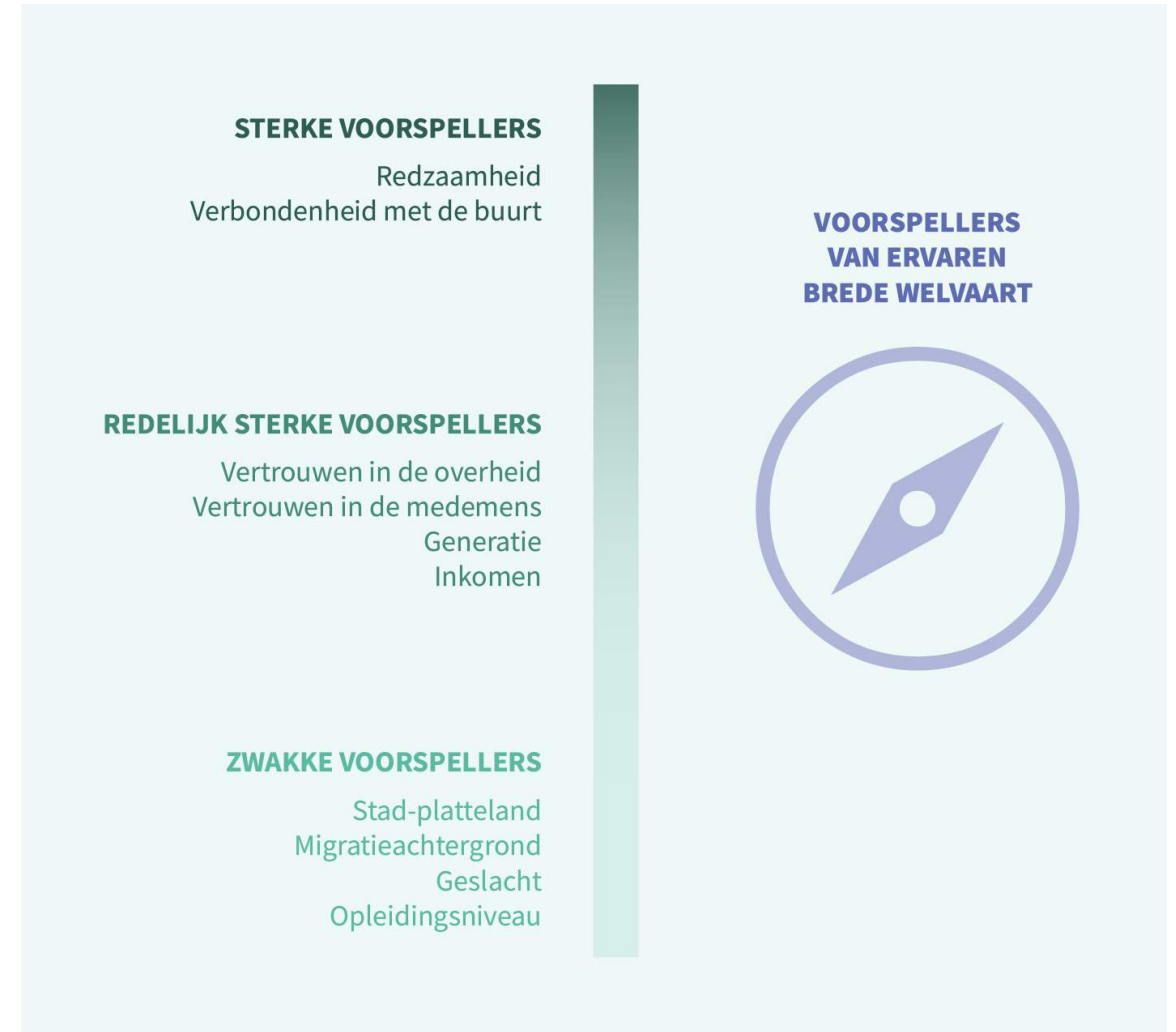 STERKE VOORSPELLERS
Redzaamheid
Verbondenheid met de buurt
REDELIJK STERKE VOORSPELLERS
Vertrouwen in de overheid
Vertrouwen in de medemens
Generatie
Inkomen
ZWAKKE VOORSPELLERS
Stad-platteland
Migratieachtergrond
Geslacht
Opleidingsniveau
VOORSPELLERS
VAN ERVAREN
BREDE WELVAART